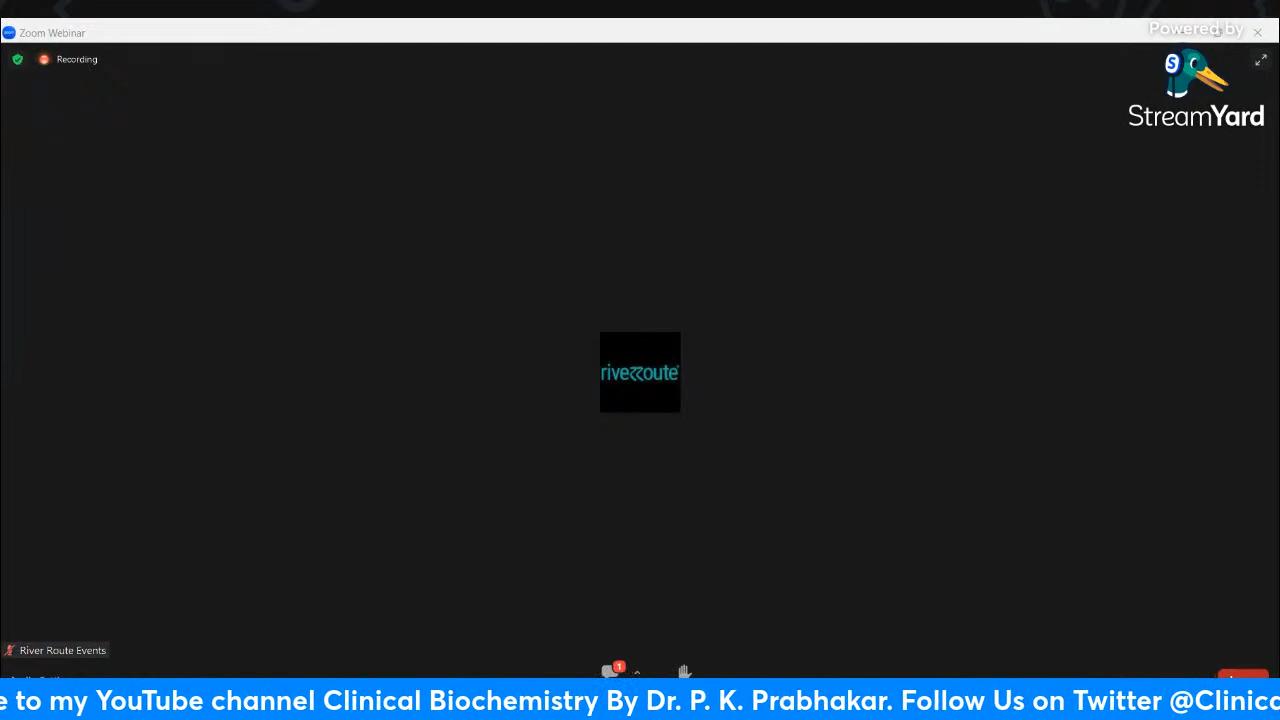 Zoom Webinar
Powered by
Recording
StreamYard
riverroute
River Route Events
1
e to my YouTube channel Clinical Biochemistry By Dr. P. K. Prabhakar. Follow Us on Twitter @Clinica